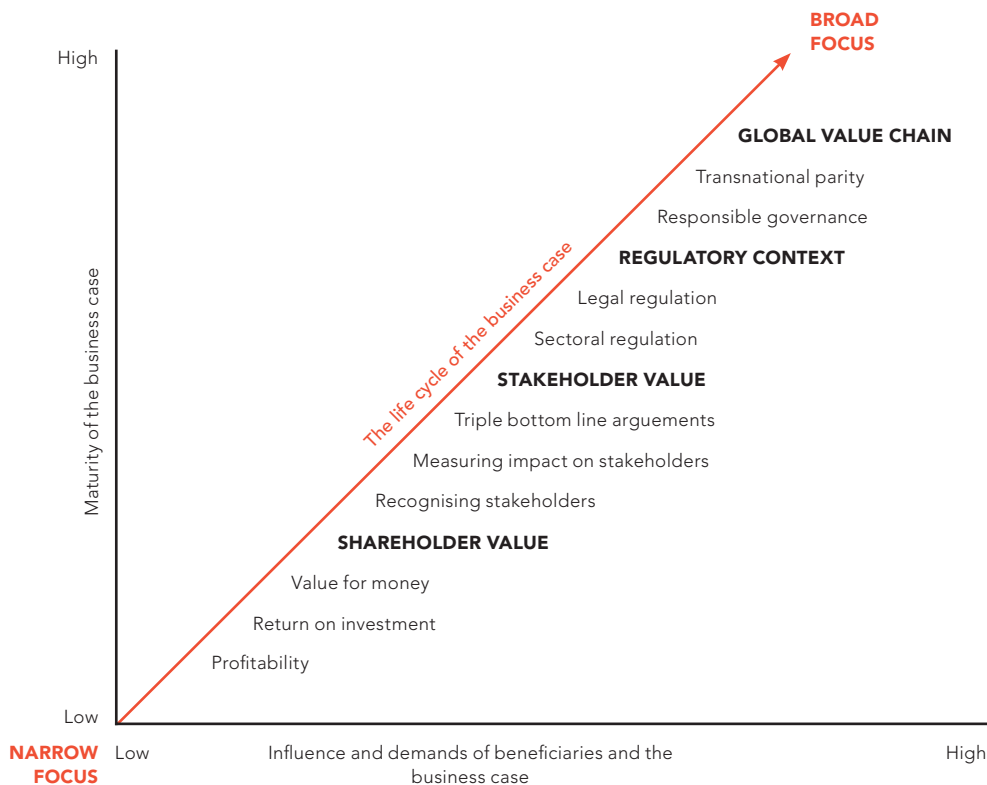 BROAD
FOCUS
High
GLOBAL VALUE CHAIN
Transnational parity
Responsible governance
REGULATORY CONTEXT
Legal regulation
Sectoral regulation
STAKEHOLDER VALUE
Triple bottom line arguements
Measuring impact on stakeholders
Recognising stakeholders
SHAREHOLDER VALUE
Value for money
Return on investment
Profitability
The life cycle of the business case
Maturity of the business case
Low
NARROW
FOCUS
Low
Influence and demands of beneficiaries and the
business case
High